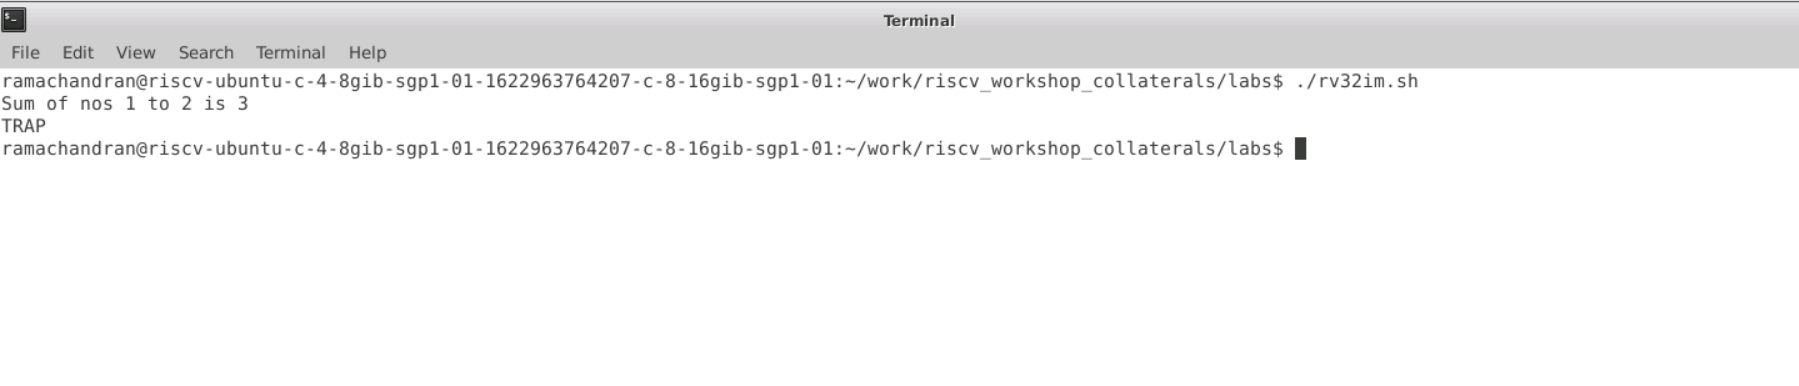 Terminal
File Edit View Search Terminal Help
ramachandran@riscv-ubuntu-c-4-8gib-sgp1-01-1622963764207-c-8-16gib-sgp1-01:~/work/riscv_workshop_collaterals/labs$ ./rv32im.sh
Sum of nos 1 to 2 is 3
TRAP
ramachandran@riscv-ubuntu-c-4-8gib-sgp1-01-1622963764207-c-8-16gib-sgp1-01:~/work/riscv_workshop_collaterals/labs$